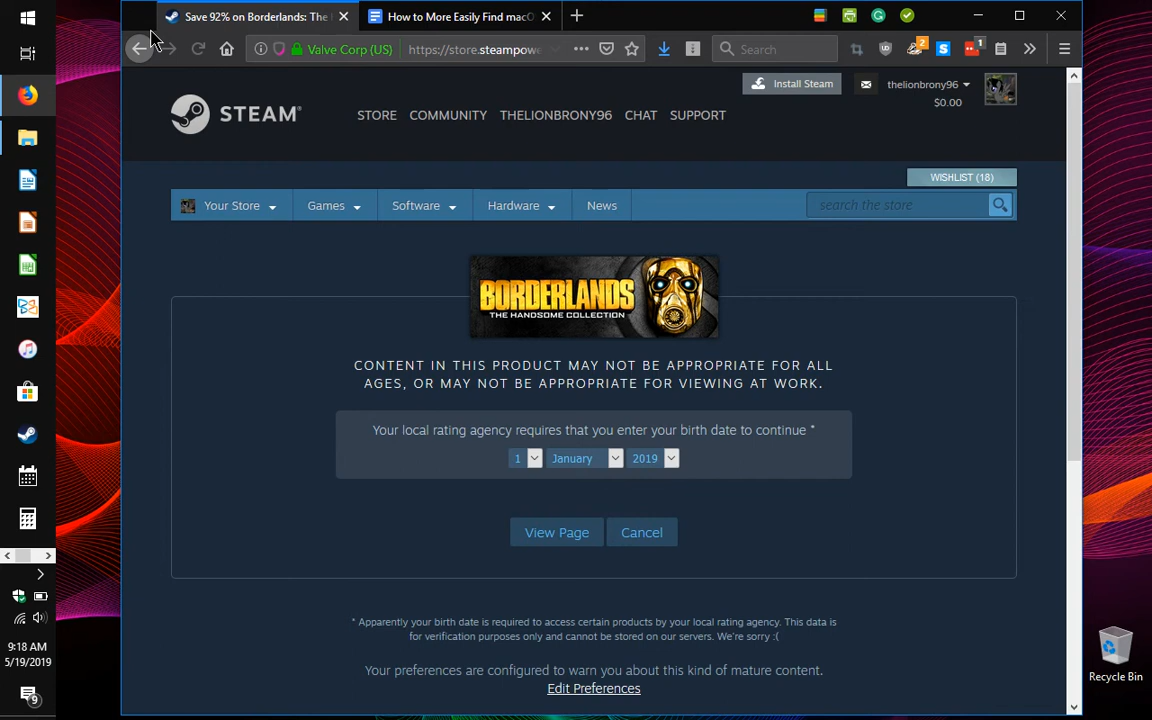 Save 92% on Borderlands: The
How to More Easily Find macO
Valve Corp (US)
https://store.steampowe
Search
2
1
Install Steam
thelionbrony96
$0.00
STEAM®
STORE
COMMUNITY
THELIONBRONY96
CHAT
SUPPORT
WISHLIST (18)
Your Store
Games
Software
Hardware
News
search the store
BORDERLANDS
THE HANDSOME COLLECTION
CONTENT IN THIS PRODUCT MAY NOT BE APPROPRIATE FOR ALL
AGES, OR MAY NOT BE APPROPRIATE FOR VIEWING AT WORK.
Your local rating agency requires that you enter your birth date to continue *
1 January 2019
View Page
Cancel
* Apparently your birth date is required to access certain products by your local rating agency. This data is
for verification purposes only and cannot be stored on our servers. We're sorry :(
Your preferences are configured to warn you about this kind of mature content.
Edit Preferences
9:18 AM
5/19/2019
9
Recycle Bin